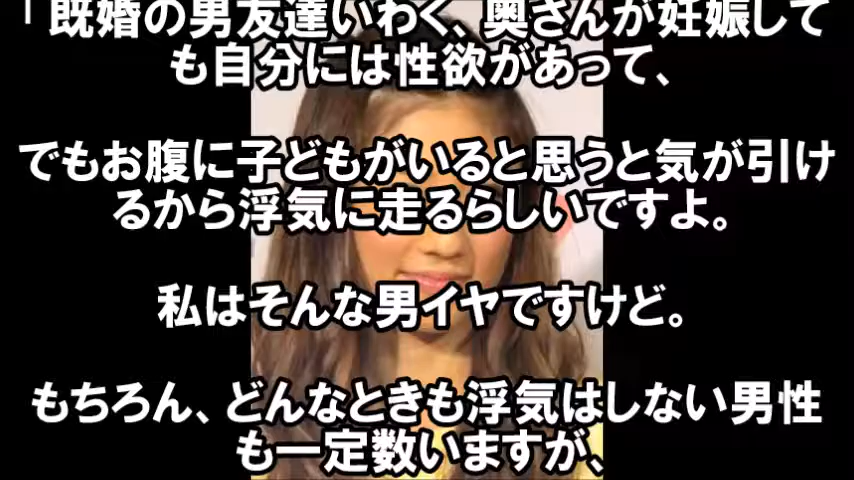 「既婚の男友達いわく、奥さんが妊娠して
も自分には性欲があって、
でもお腹に子どもがいると思うと気が引け
るから浮気に走るらしいですよ。
私はそんな男イヤですけど。
もちろん、どんなときも浮気はしない男性
も一定数いますが、